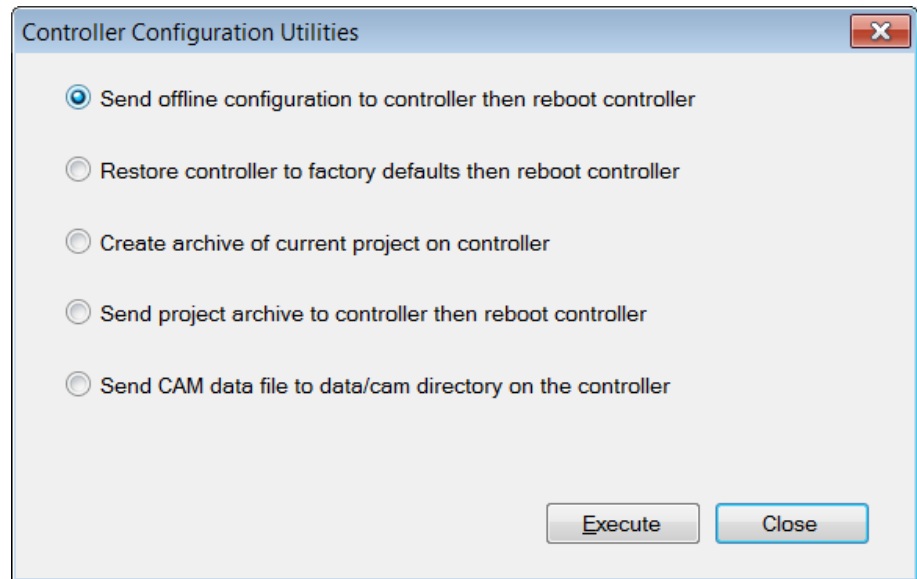 Controller Configuration Utilities
Send offline configuration to controller then reboot controller
Restore controller to factory defaults then reboot controller
Create archive of current project on controller
Send project archive to controller then reboot controller
Send CAM data file to data/cam directory on the controller
Execute Close